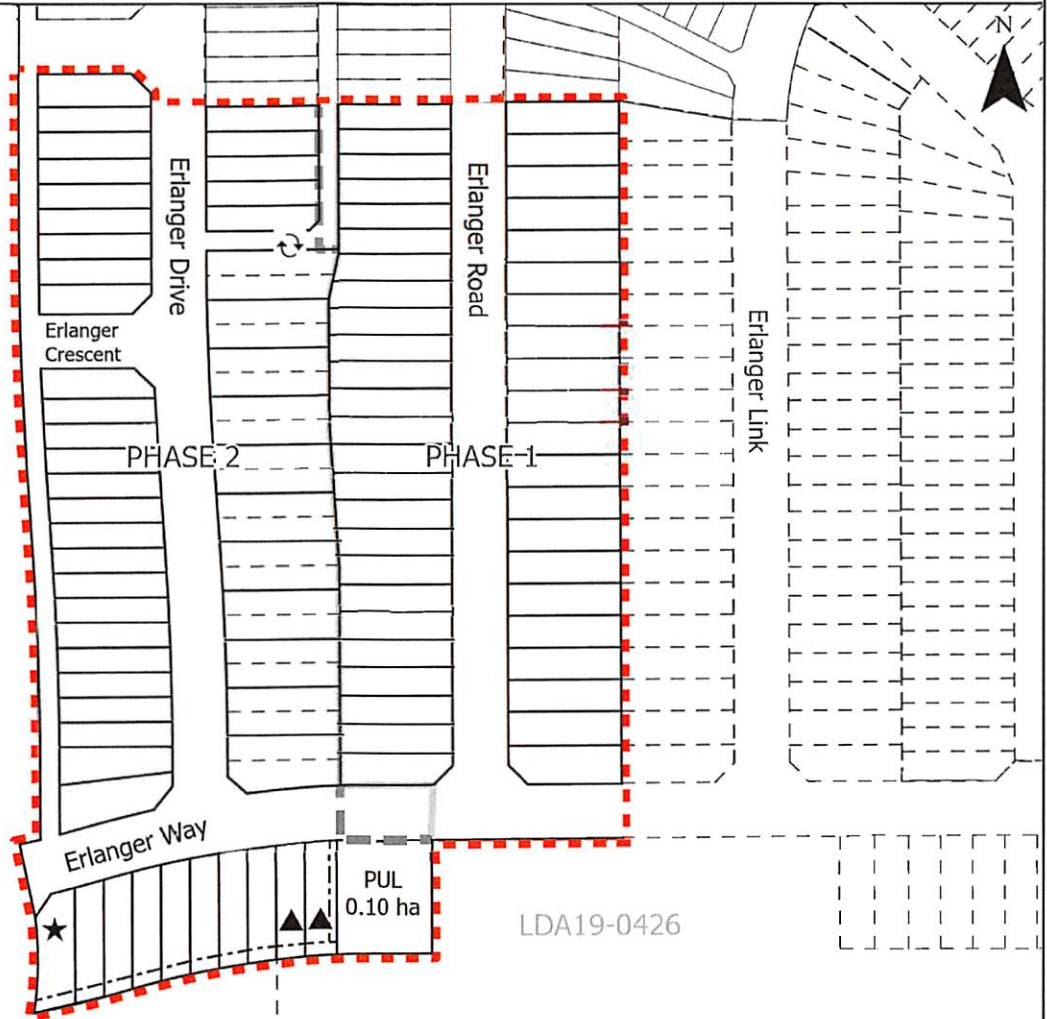 N
Erlanger Drive
Erlanger Road
Erlanger
Crescent
Erlanger Link
PHASE 2
PHASE 1
Erlanger Way
PUL
0.10 ha
LDA19-0426